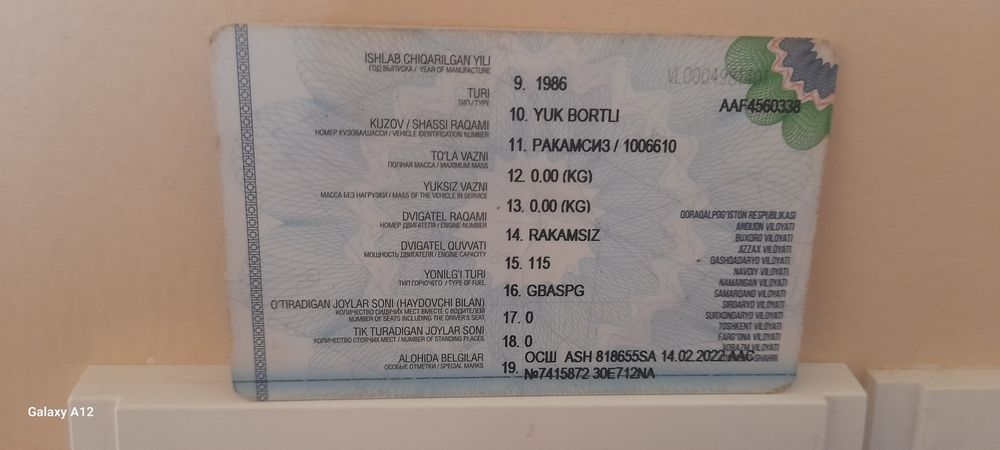 ISHLAB CHIQARILGAN YILI
ГОД ВЫПУСКА / YEAR OF MANUFACTURE
9. 1986
AAF4560338
TURI
ТИП / TYPE
10. YUK BORTLI
KUZOV / SHASSI RAQAMI
НОМЕР КУЗОВА/ШАССИ / VEHICLE IDENTIFICATION NUMBER
11. РАКАМСИЗ / 1006610
TO'LA VAZNI
ПОЛНАЯ МАССА / MAXIMUM MASS
12. 0.00 (KG)
YUKSIZ VAZNI
МАССА БЕЗ НАГРУЗКИ / MASS OF THE VEHICLE IN SERVICE
13. 0.00 (KG)
DVIGATEL RAQAMI
НОМЕР ДВИГАТЕЛЯ / ENGINE NUMBER
14. RAKAMSIZ
DVIGATEL QUVVATI
МОЩНОСТЬ ДВИГАТЕЛЯ / ENGINE CAPACITY
15. 115
YONILG'I TURI
ТИП ГОРЮЧЕГО / TYPE OF FUEL
16. GBASPG
O'TIRADIGAN JOYLAR SONI (HAYDOVCHI BILAN)
КОЛИЧЕСТВО СИДЯЧИХ МЕСТ ВМЕСТЕ С ВОДИТЕЛЕМ
NUMBER OF SEATS INCLUDING THE DRIVER'S SEAT
17. 0
TIK TURADIGAN JOYLAR SONI
КОЛИЧЕСТВО СТОЯЧИХ МЕСТ / NUMBER OF STANDING PLACES
18. 0
ALOHIDA BELGILAR
ОСОБЫЕ ОТМЕТКИ / SPECIAL MARKS
19. ОСШ ASH 818655SA 14.02.2022 AAC
№7415872 30E712NA
QORAQALPOG'ISTON RESPUBLIKASI
ANDIJON VILOYATI
BUXORO VILOYATI
JIZZAX VILOYATI
QASHQADARYO VILOYATI
NAVOIY VILOYATI
NAMANGAN VILOYATI
SAMARQAND VILOYATI
SIRDARYO VILOYATI
SURXONDARYO VILOYATI
TOSHKENT VILOYATI
FARG'ONA VILOYATI
XORAZM VILOYATI
SHAHRI
Galaxy A12